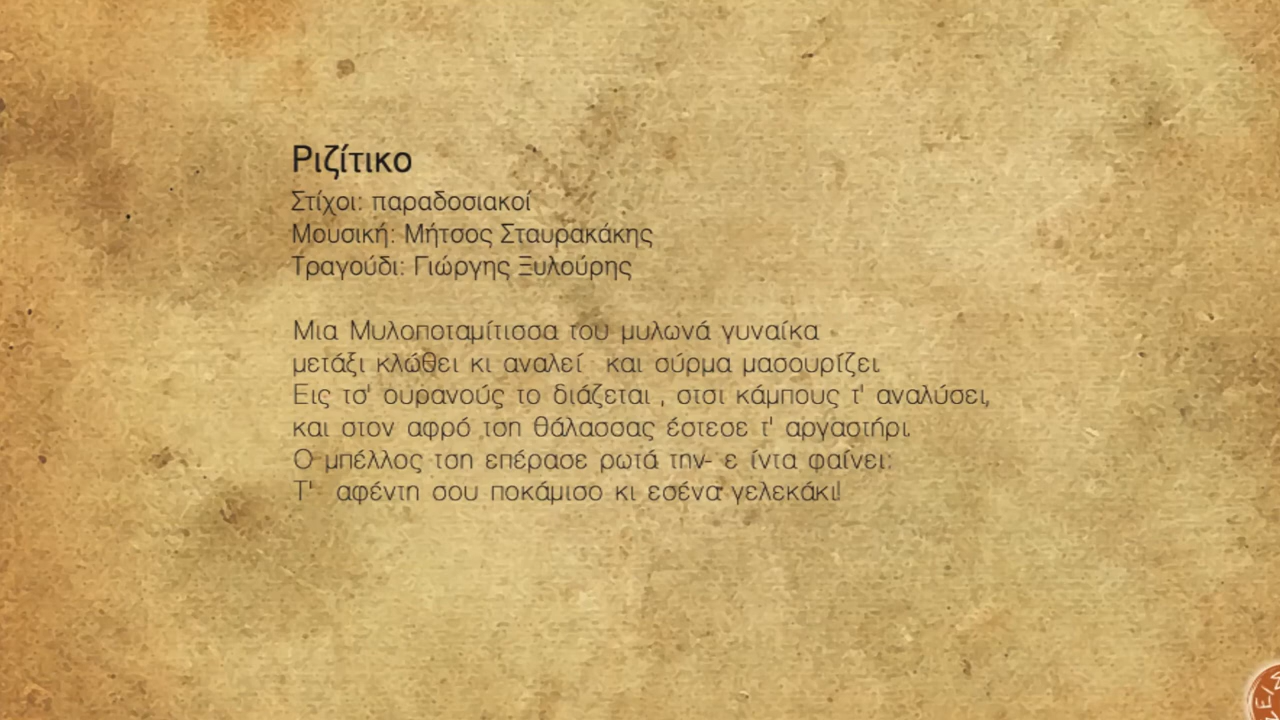 Ριζίτικο
Στίχοι: παραδοσιακοί
Μουσική: Μήτσος Σταυρακάκης
Τραγούδι: Γιώργης Ξυλούρης
Μια Μυλοποταμίτισσα του μυλωνά γυναίκα
μετάξι κλώθει κι αναλεί και σύρμα μασουρίζει.
Εις τσ' ουρανούς το διάζεται , στσι κάμπους τ' αναλύσει,
και στον αφρό τση θάλασσας έστεσε τ' αργαστήρι.
Ο μπέλλος τση επέρασε ρωτά την- ε ίντα φαίνει:
Τ' αφέντη σου ποκάμισο κι εσένα γελεκάκι!